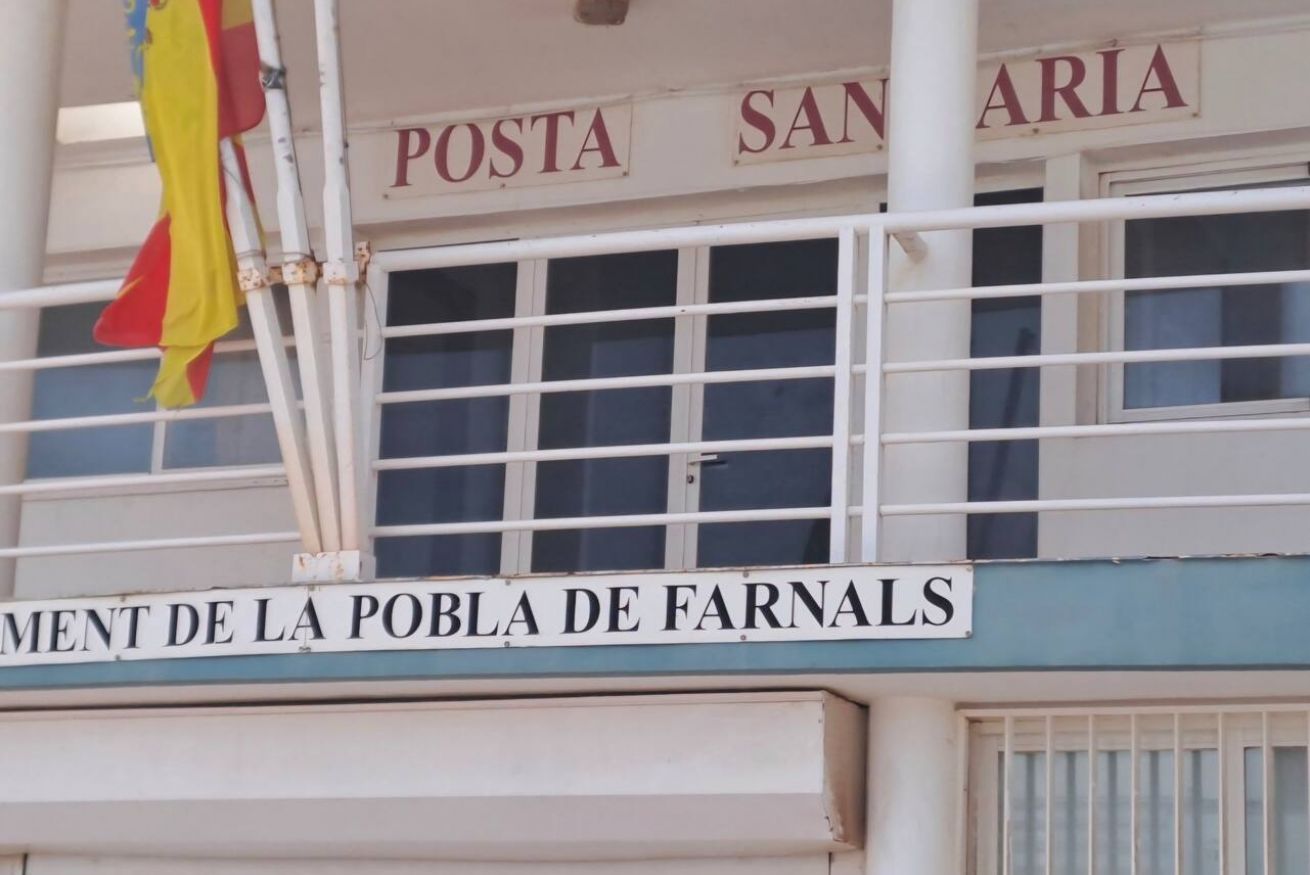 POSTA SAN ARIA
MENT DE LA POBLA DE FARNALS